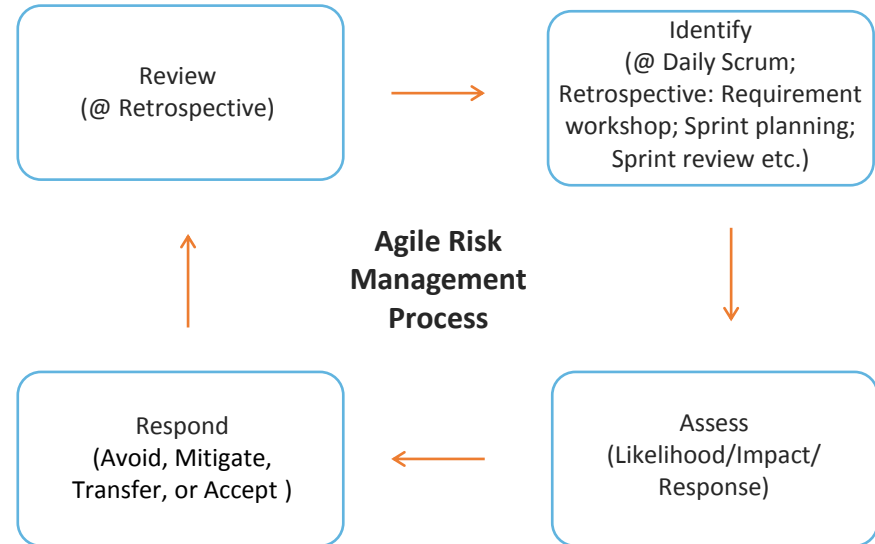 Review
(@ Retrospective)
Identify
(@ Daily Scrum;
Retrospective: Requirement
workshop; Sprint planning;
Sprint review etc.)
Agile Risk
Management
Process
Respond
(Avoid, Mitigate,
Transfer, or Accept )
Assess
(Likelihood/Impact/
Response)